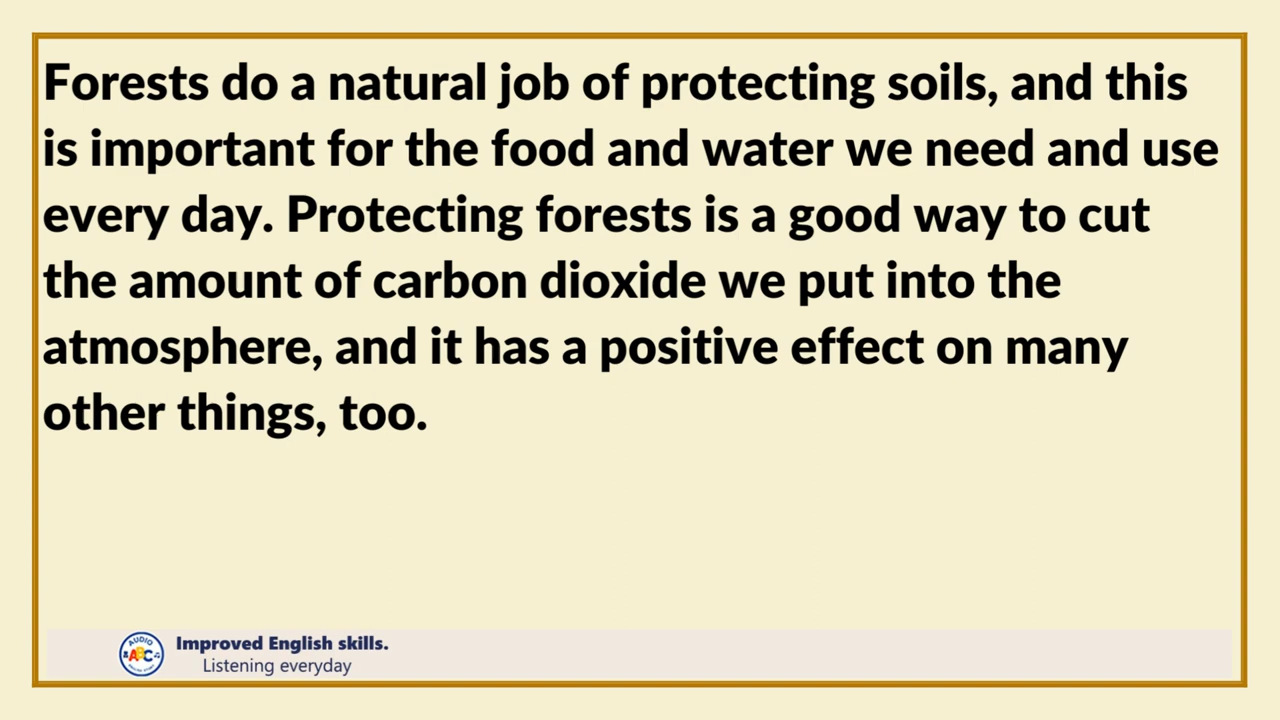 Forests do a natural job of protecting soils, and this
is important for the food and water we need and use
every day. Protecting forests is a good way to cut
the amount of carbon dioxide we put into the
atmosphere, and it has a positive effect on many
other things, too.
AUDIO
ABC
Improved English skills.
Listening everyday